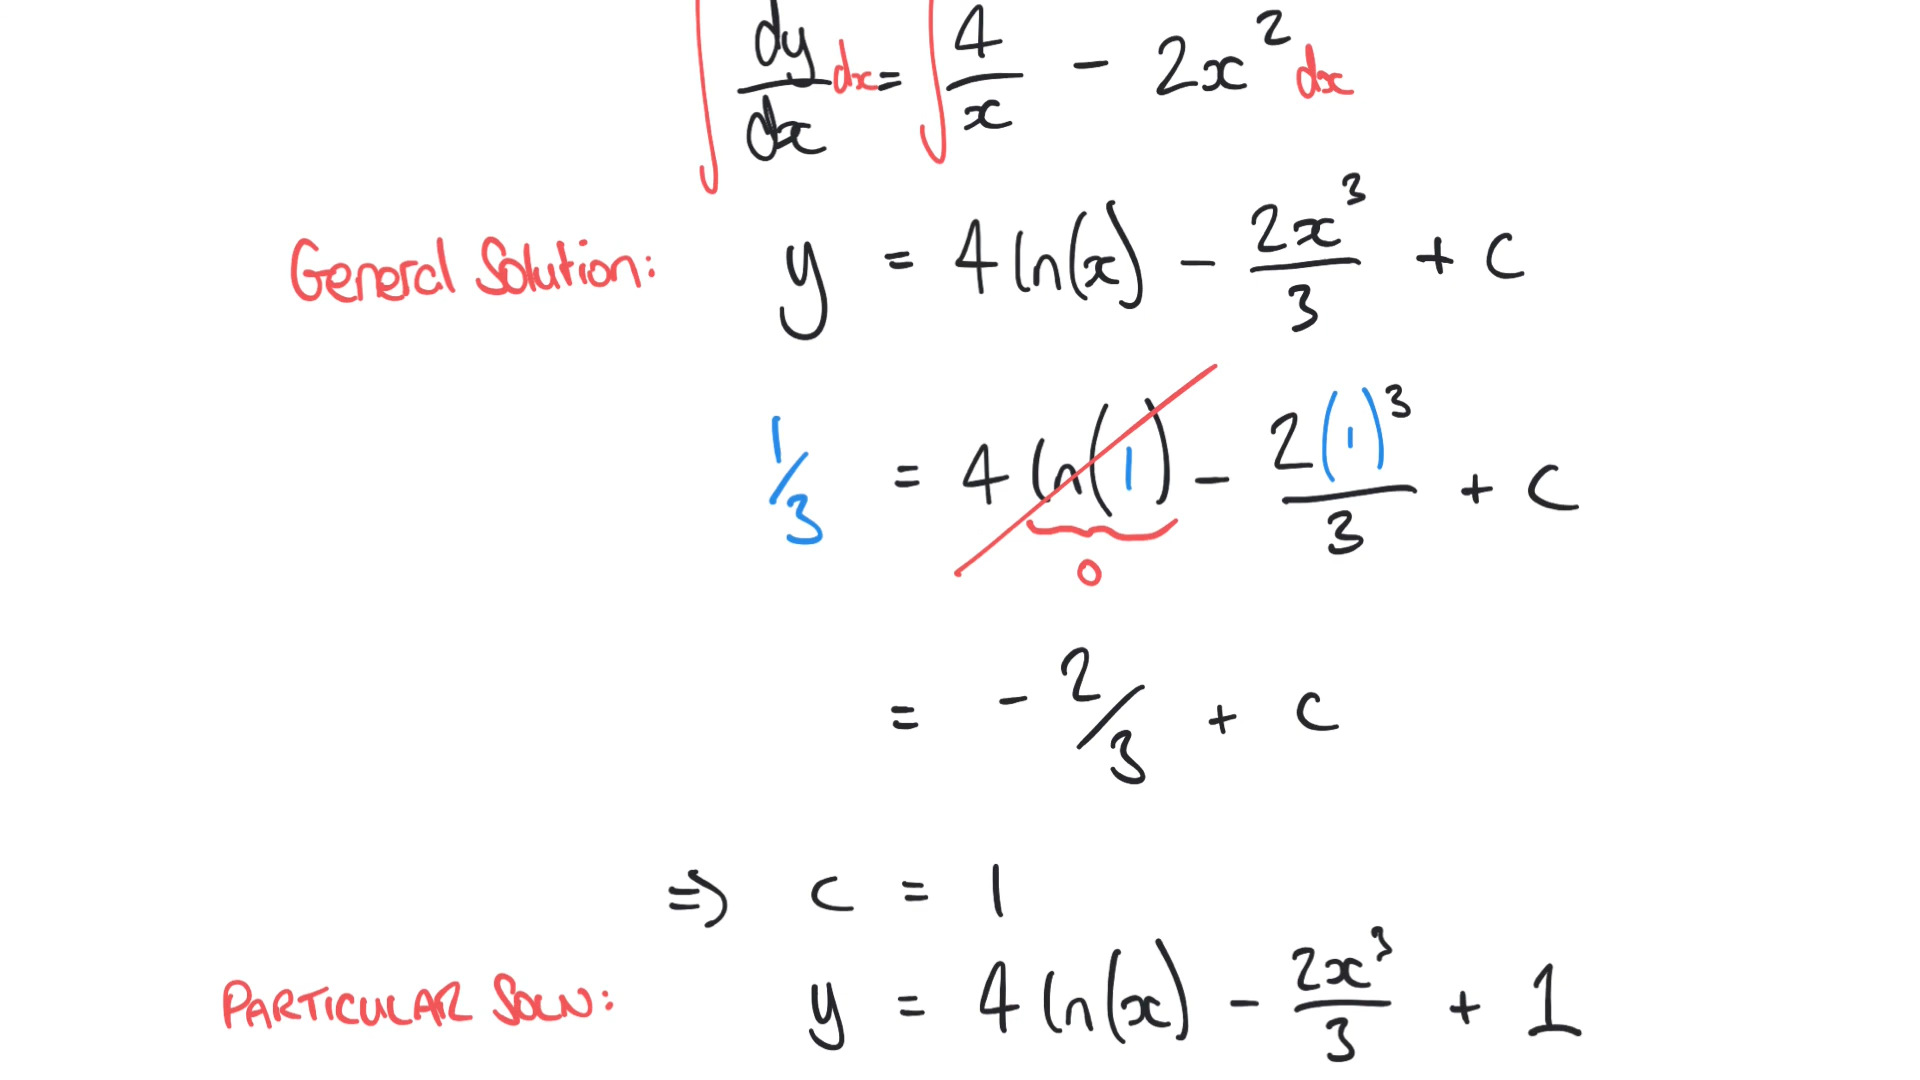 ∫ dy/dx dx = ∫ 4/x - 2x² dx
General Solution: y = 4 ln(x) - 2x³/3 + c
1/3 = 4 ln(1) - 2(1)³/3 + c
0
= - 2/3 + c
⇒ c = 1
PARTICULAR SOLN: y = 4 ln(x) - 2x³/3 + 1